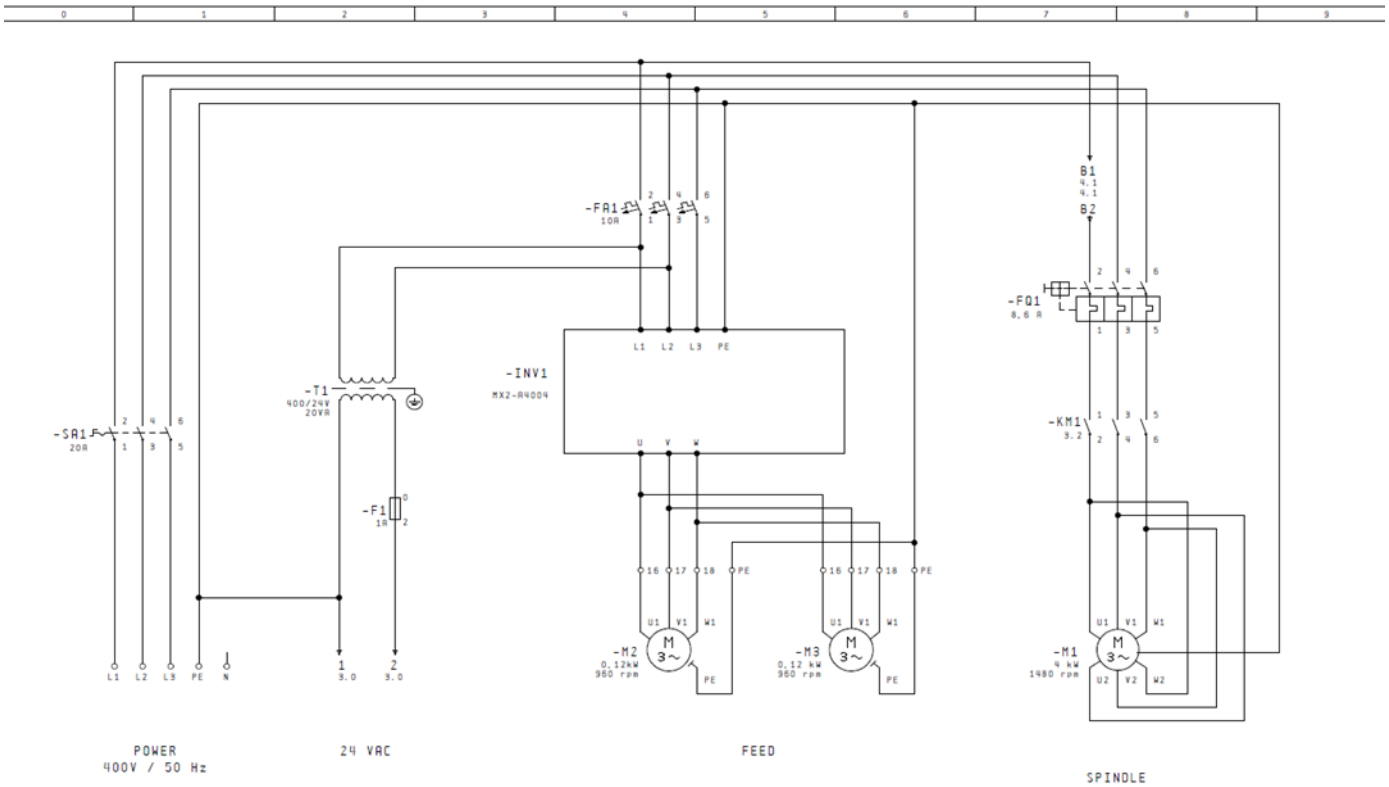 0 1 2 3 4 5 6 7 8 9
B1
4.1
4.1
B2
2 4 6
-FA1
10A
1 3 5
2 4 6
-FQ1
8,6 A
1 3 5
L1 L2 L3 PE
-INV1
MX2-A4004
U V W
-T1
400/24V
20VA
2 4 6
-SA1
20A
1 3 5
1 3 5
-KM1
3.2
2 4 6
0
-F1
1A
2
16 17 18 PE
16 17 18 PE
U1 V1 W1
-M2
0,12kW
960 rpm
M
3~
PE
U1 V1 W1
-M3
0,12 kW
960 rpm
M
3~
PE
U1 V1 W1
-M1
4 kW
1480 rpm
M
3~
U2 V2 W2
L1 L2 L3 PE N
1
3.0
2
3.0
POWER
400V / 50 Hz
24 VAC
FEED
SPINDLE